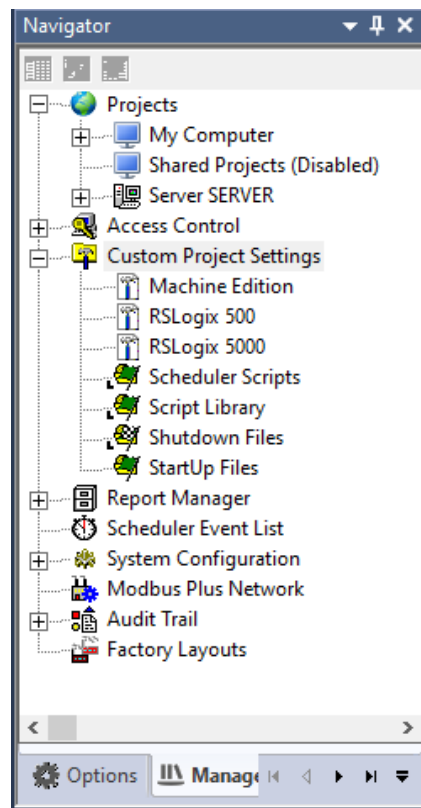 Navigator
Projects
My Computer
Shared Projects (Disabled)
Server SERVER
Access Control
Custom Project Settings
Machine Edition
RSLogix 500
RSLogix 5000
Scheduler Scripts
Script Library
Shutdown Files
StartUp Files
Report Manager
Scheduler Event List
System Configuration
Modbus Plus Network
Audit Trail
Factory Layouts
Options Manage